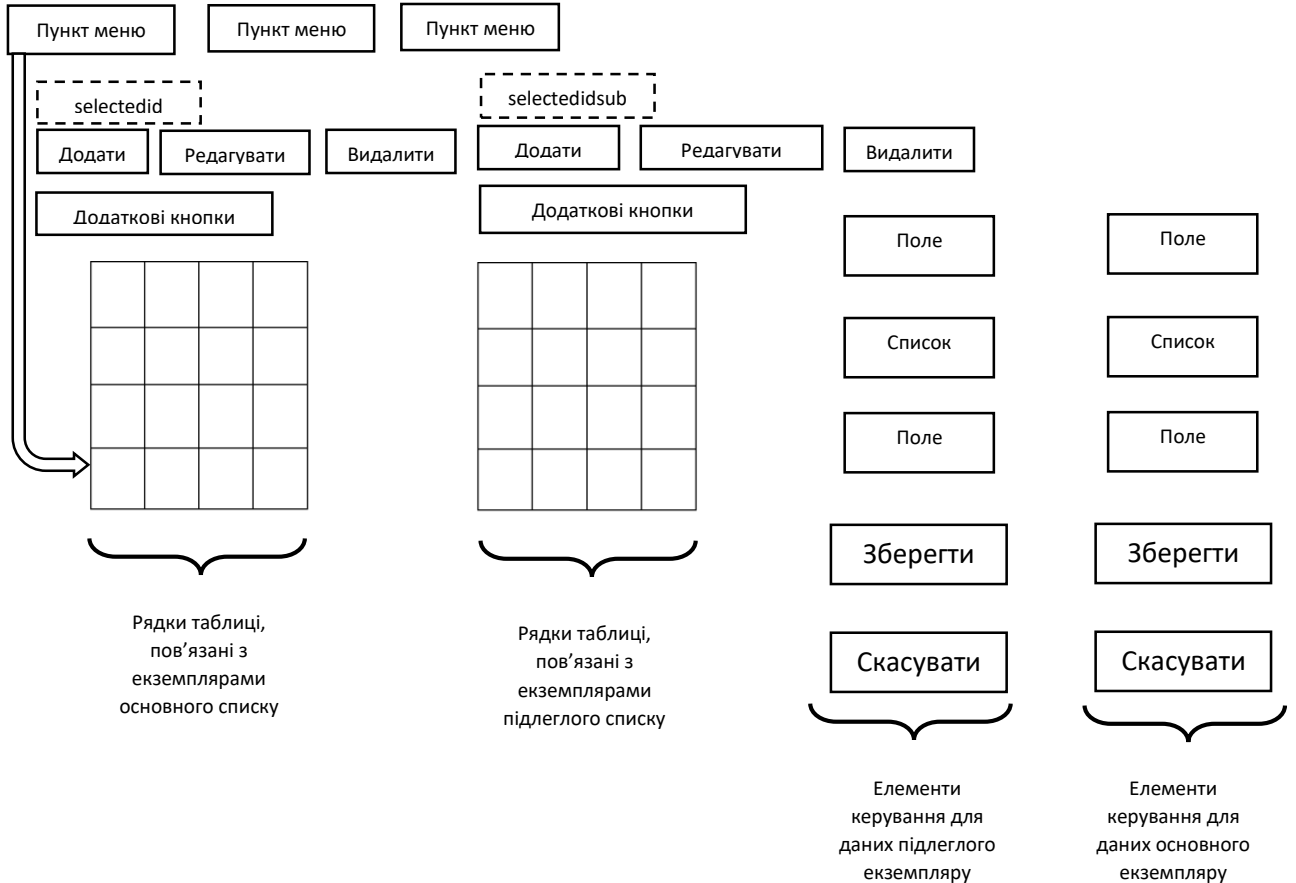 Пункт меню
Пункт меню
Пункт меню
selectedid
selectedidsub
Додати
Редагувати
Видалити
Додати
Редагувати
Видалити
Додаткові кнопки
Додаткові кнопки
Поле
Поле
Список
Список
Поле
Поле
Зберегти
Зберегти
Скасувати
Скасувати
Рядки таблиці,
пов’язані з
екземплярами
основного списку
Рядки таблиці,
пов’язані з
екземплярами
підлеглого списку
Елементи
керування для
даних підлеглого
екземпляру
Елементи
керування для
даних основного
екземпляру